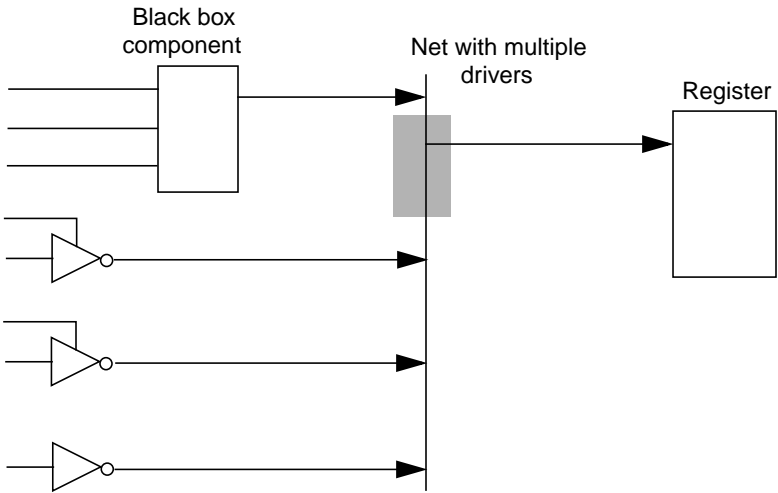 Black box
component
Net with multiple
drivers
Register